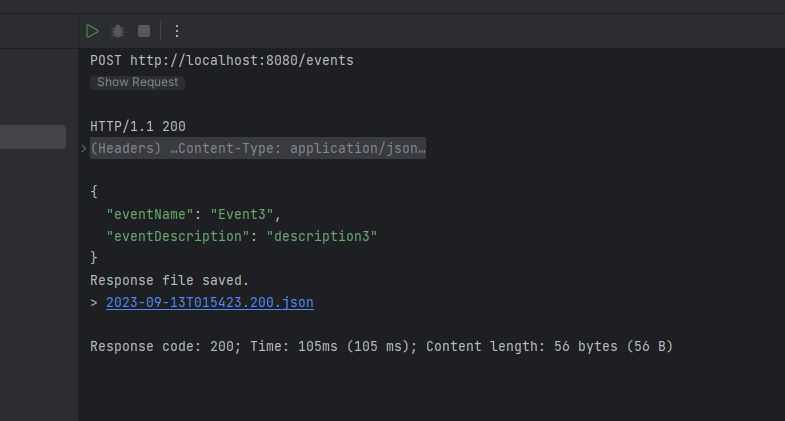 POST http://localhost:8080/events
Show Request
HTTP/1.1 200
(Headers) …Content-Type: application/json…
{
  "eventName": "Event3",
  "eventDescription": "description3"
}
Response file saved.
> 2023-09-13T015423.200.json
Response code: 200; Time: 105ms (105 ms); Content length: 56 bytes (56 B)